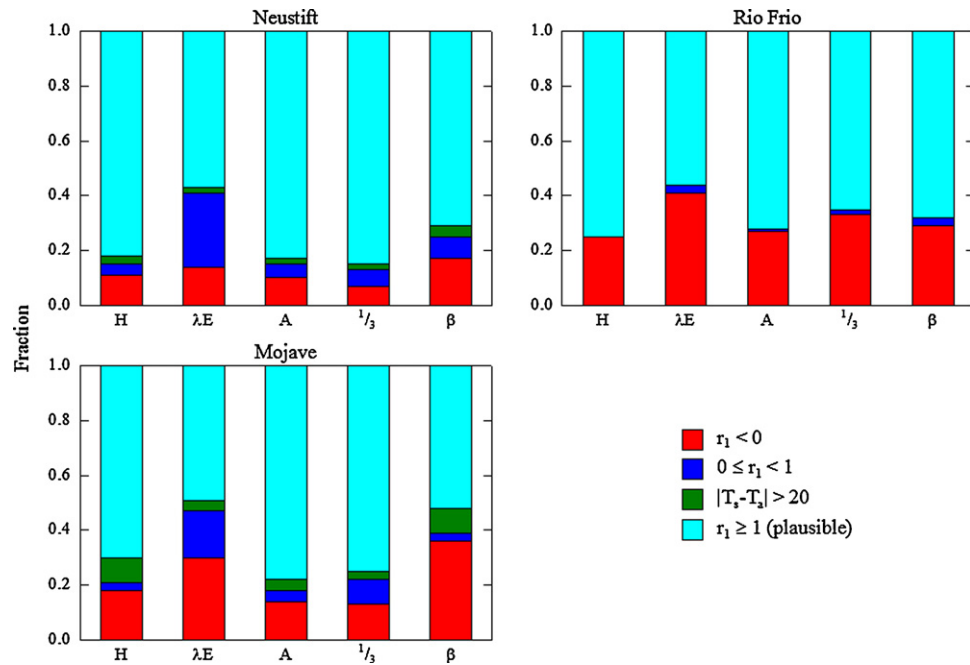 Neustift
1.0
0.8
0.6
0.4
0.2
0.0
H λE A 1/3 β
Rio Frio
1.0
0.8
0.6
0.4
0.2
0.0
H λE A 1/3 β
Fraction
Mojave
1.0
0.8
0.6
0.4
0.2
0.0
H λE A 1/3 β
r₁ < 0
0 ≤ r₁ < 1
|Tₛ-Tₐ| > 20
r₁ ≥ 1 (plausible)